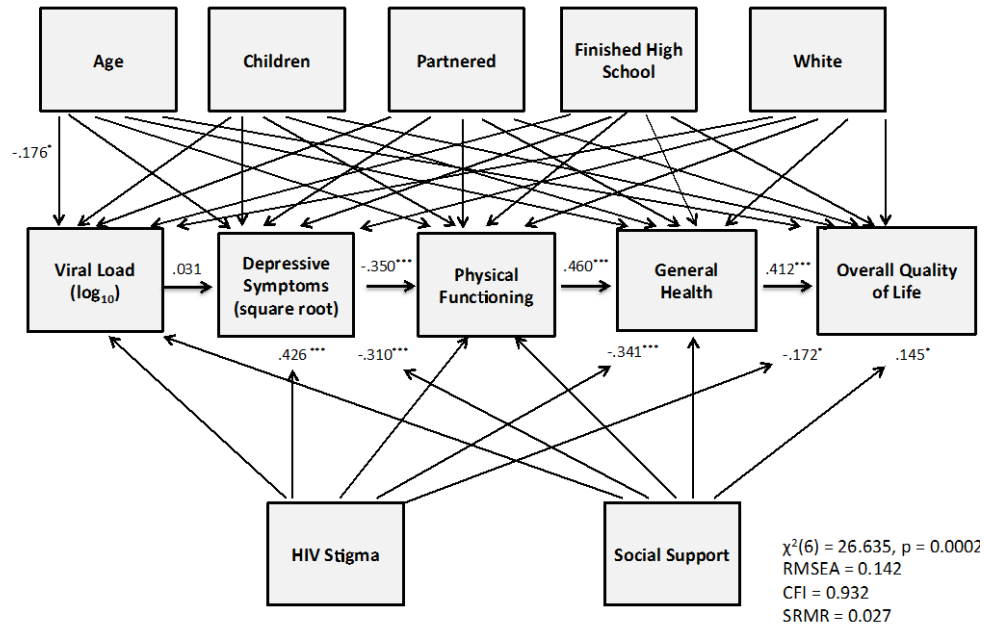 Age
Children
Partnered
Finished High
School
White
-.176*
Viral Load
(log₁₀)
.031
Depressive
Symptoms
(square root)
-.350***
Physical
Functioning
.460***
General
Health
.412***
Overall Quality
of Life
.426***
-.310***
-.341***
-.172*
.145*
HIV Stigma
Social Support
χ²(6) = 26.635, p = 0.0002
RMSEA = 0.142
CFI = 0.932
SRMR = 0.027